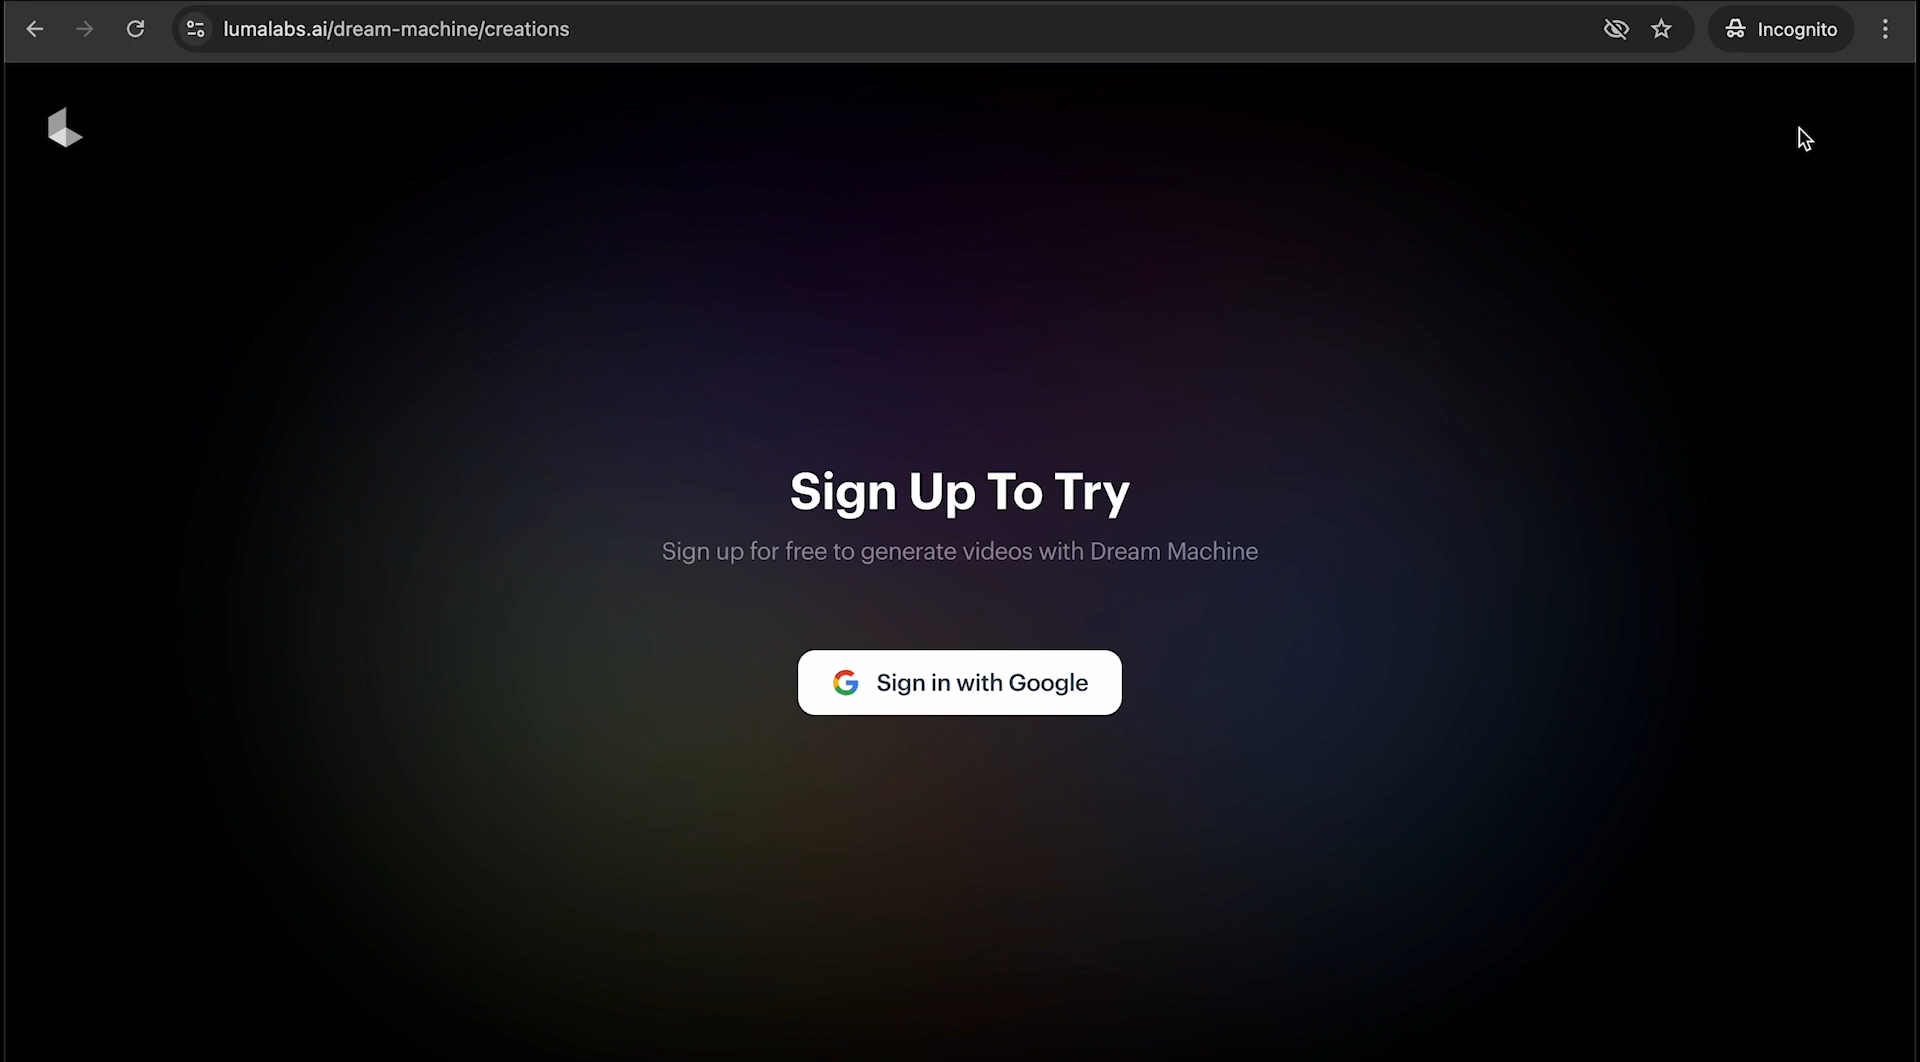 lumalabs.ai/dream-machine/creations
Incognito
Sign Up To Try
Sign up for free to generate videos with Dream Machine
Sign in with Google